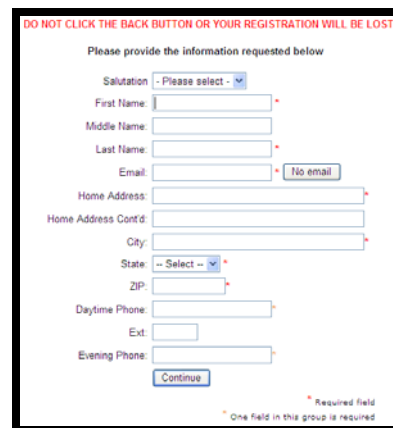 DO NOT CLICK THE BACK BUTTON OR YOUR REGISTRATION WILL BE LOST
Please provide the information requested below
Salutation - Please select -
First Name: *
Middle Name:
Last Name: *
Email: * No email
Home Address: *
Home Address Cont'd:
City: *
State: -- Select -- *
ZIP: *
Daytime Phone: *
Ext:
Evening Phone: *
Continue
* Required field
* One field in this group is required